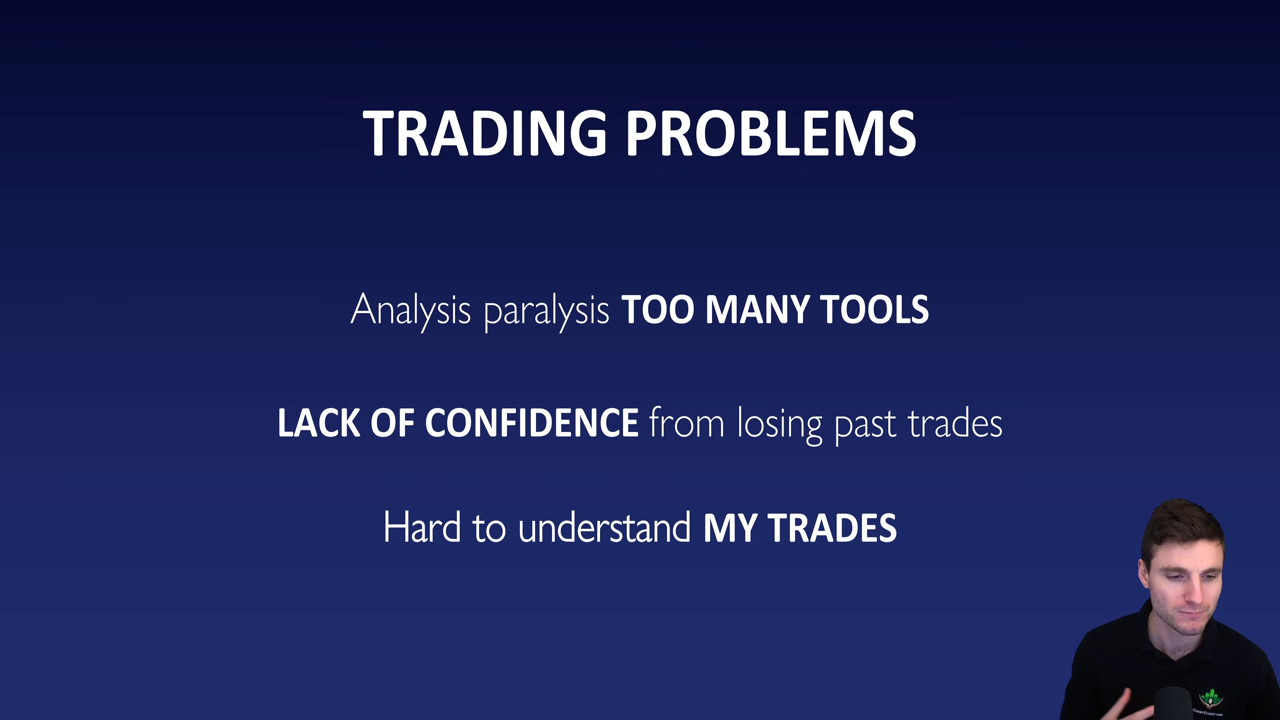 TRADING PROBLEMS
Analysis paralysis TOO MANY TOOLS
LACK OF CONFIDENCE from losing past trades
Hard to understand MY TRADES